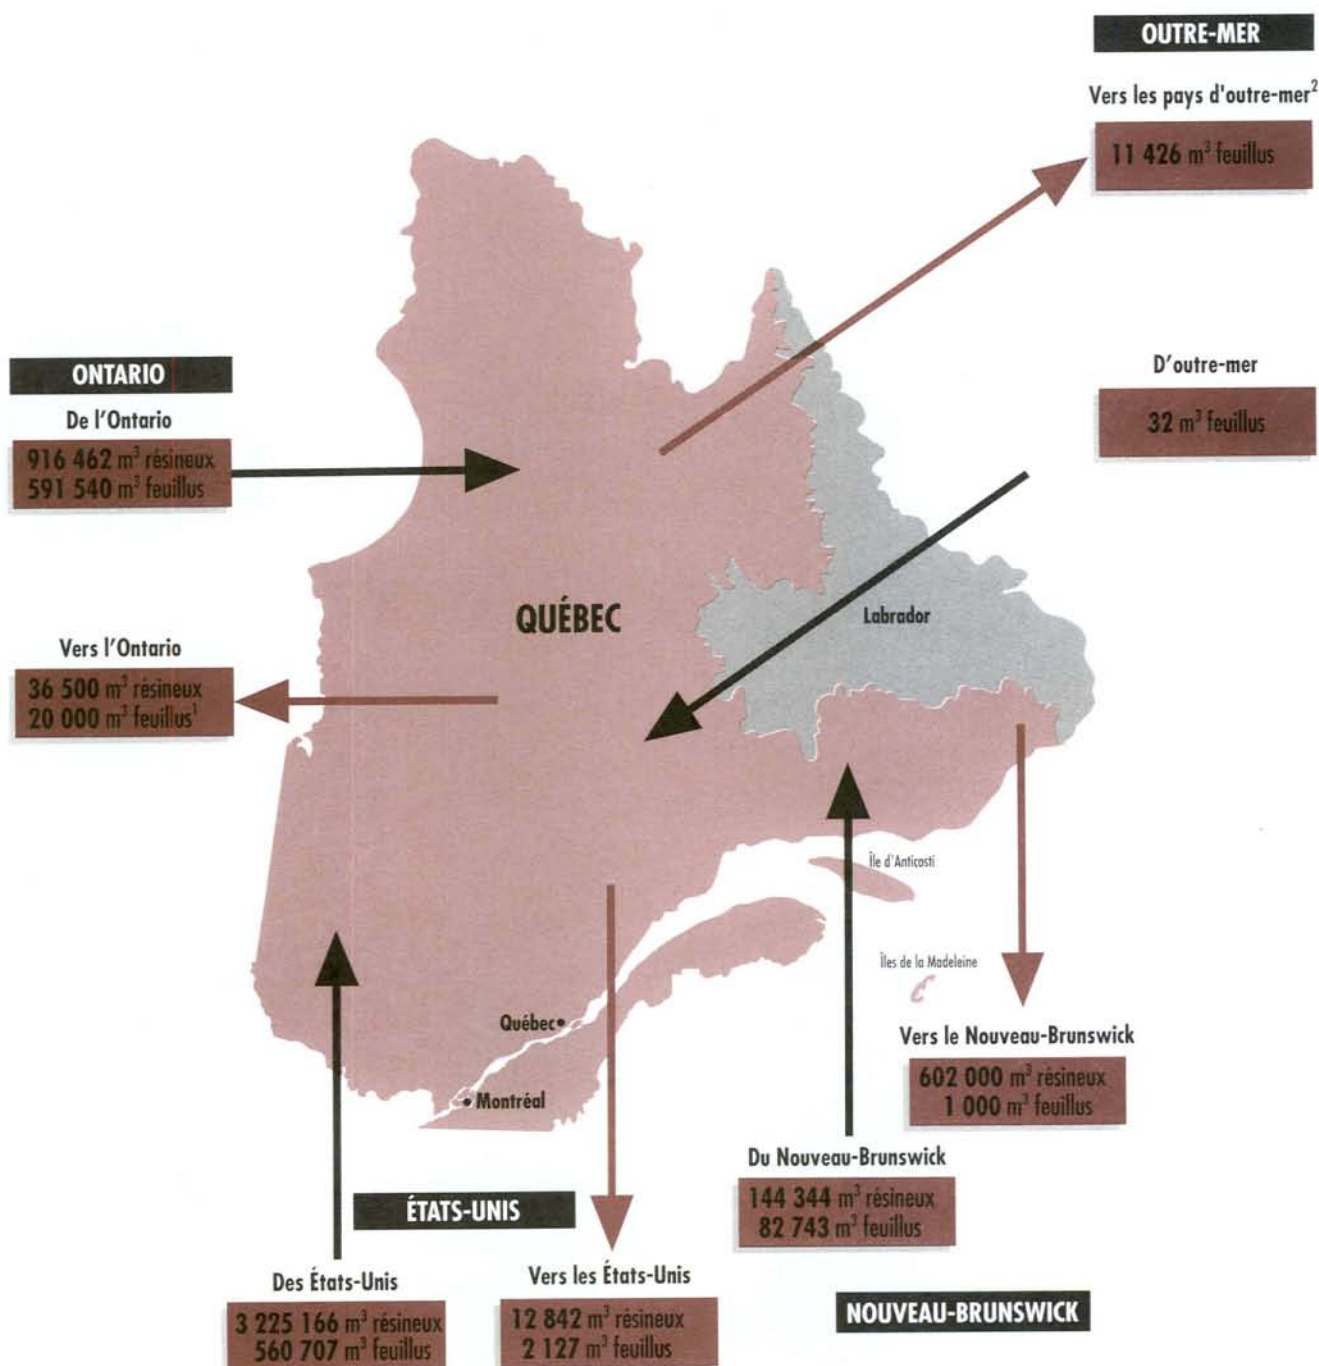 OUTRE-MER
Vers les pays d'outre-mer²
11 426 m³ feuillus
D'outre-mer
32 m³ feuillus
ONTARIO
De l'Ontario
916 462 m³ résineux
591 540 m³ feuillus
Vers l'Ontario
36 500 m³ résineux
20 000 m³ feuillus¹
QUÉBEC
Labrador
Île d'Anticosti
Îles de la Madeleine
Québec
Montréal
Vers le Nouveau-Brunswick
602 000 m³ résineux
1 000 m³ feuillus
Du Nouveau-Brunswick
144 344 m³ résineux
82 743 m³ feuillus
NOUVEAU-BRUNSWICK
ÉTATS-UNIS
Des États-Unis
3 225 166 m³ résineux
560 707 m³ feuillus
Vers les États-Unis
12 842 m³ résineux
2 127 m³ feuillus